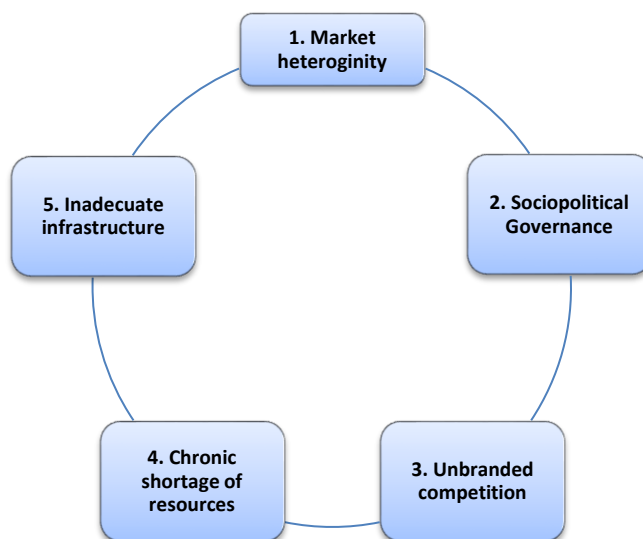 1. Market
heteroginity
2. Sociopolitical
Governance
3. Unbranded
competition
4. Chronic
shortage of
resources
5. Inadecuate
infrastructure